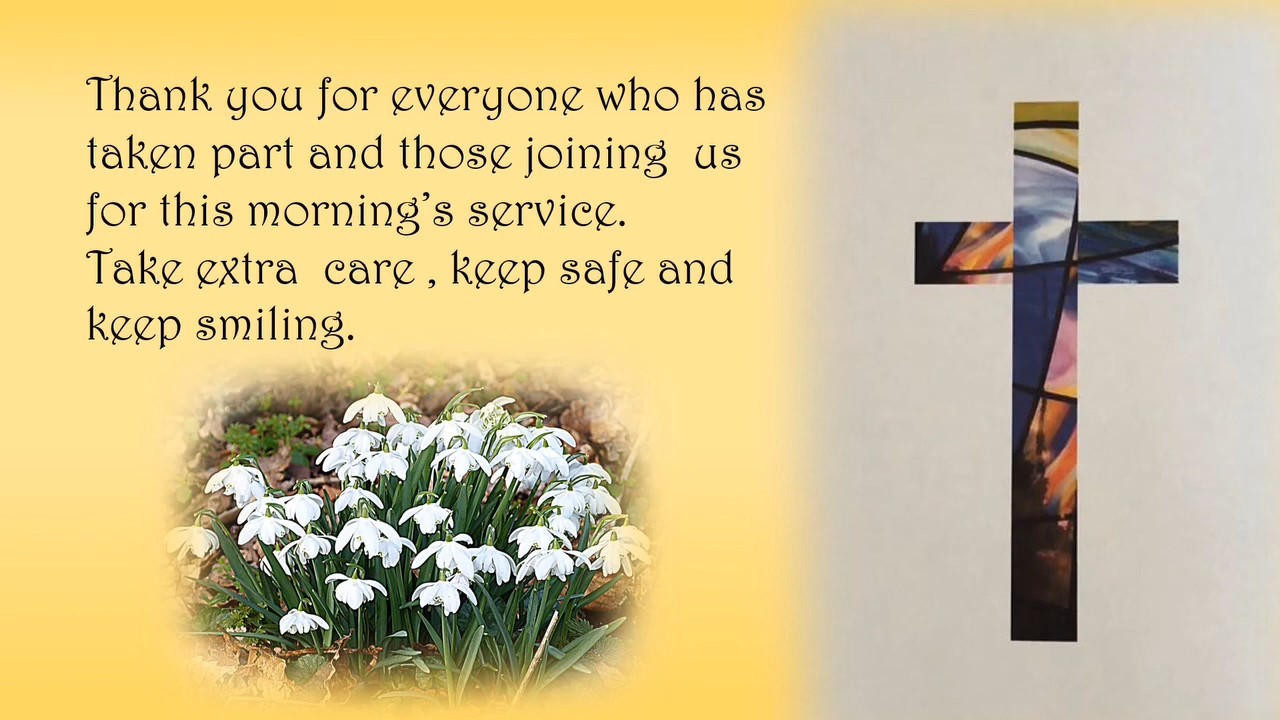 Thank you for everyone who has
taken part and those joining  us
for this morning’s service.
Take extra  care , keep safe and
keep smiling.